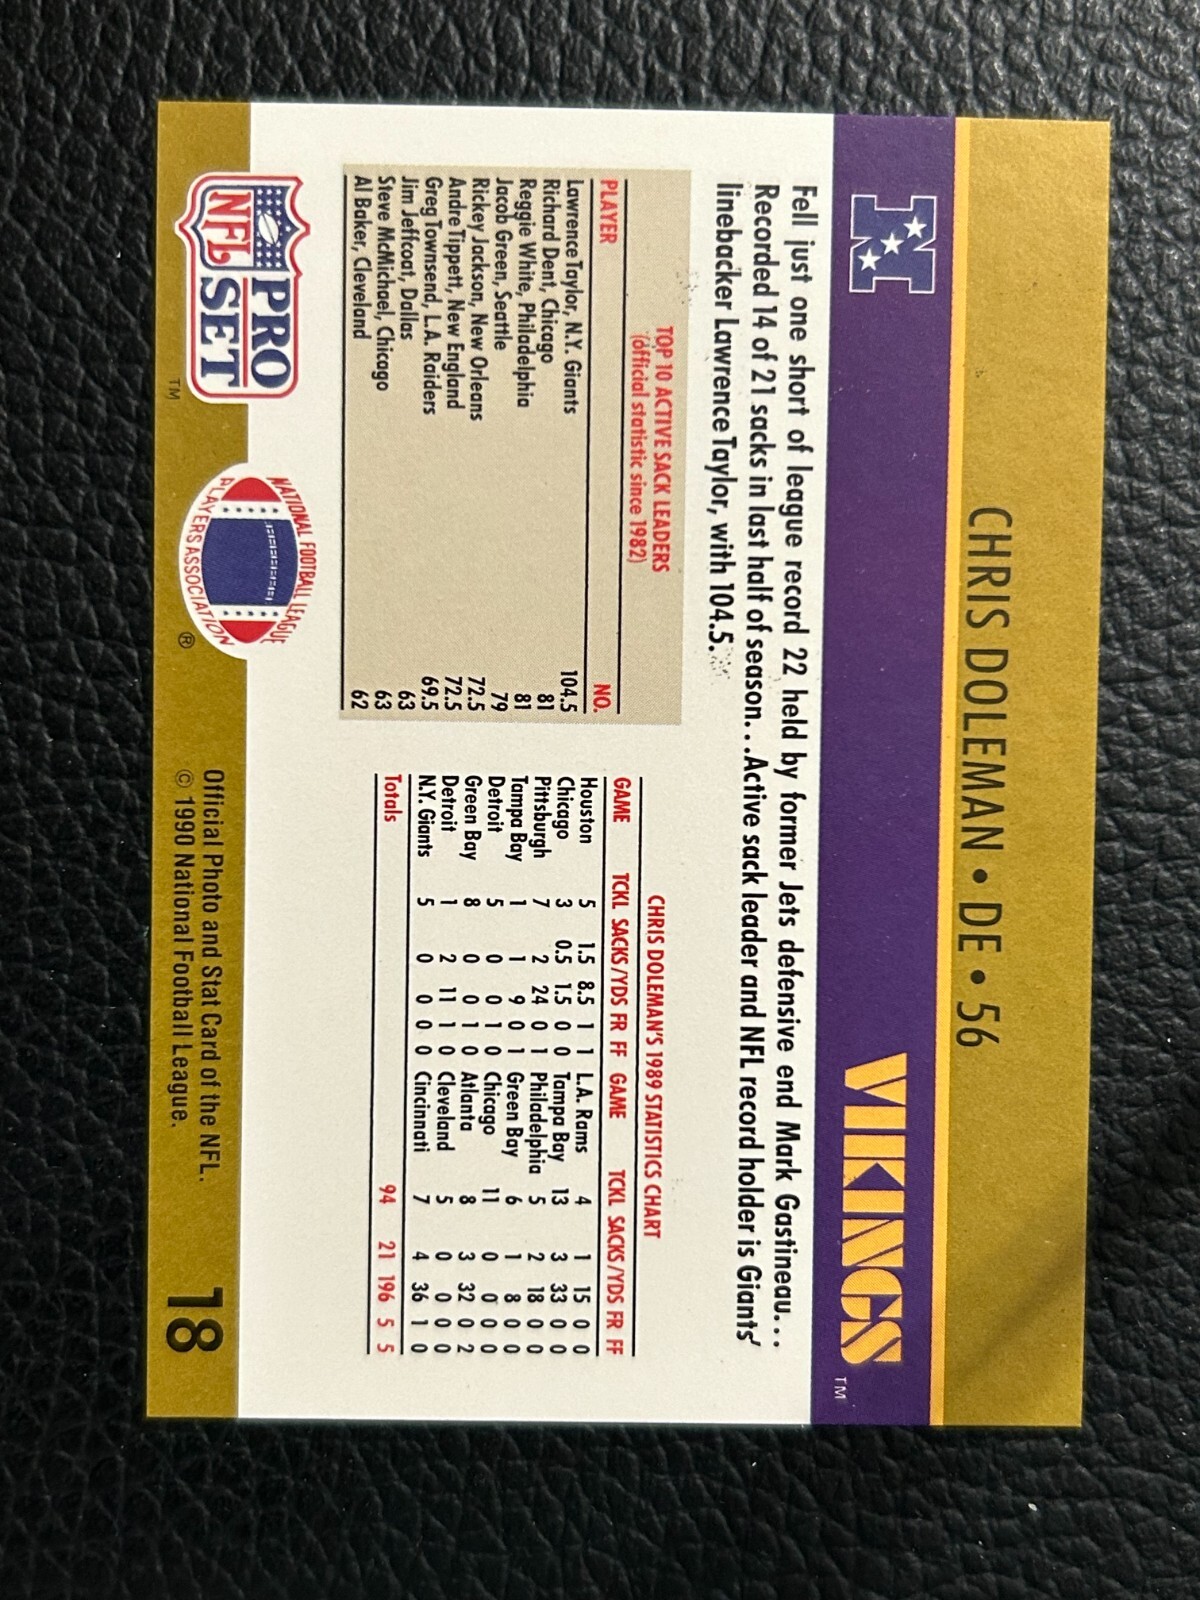 CHRIS DOLEMAN • DE • 56
N
VIKINGS TM
Fell just one short of league record 22 held by former Jets defensive end Mark Gastineau...
Recorded 14 of 21 sacks in last half of season...Active sack leader and NFL record holder is Giants'
linebacker Lawrence Taylor, with 104.5.
TOP 10 ACTIVE SACK LEADERS
(official statistic since 1982)
PLAYER NO.
Lawrence Taylor, N.Y. Giants 104.5
Richard Dent, Chicago 81
Reggie White, Philadelphia 81
Jacob Green, Seattle 79
Rickey Jackson, New Orleans 72.5
Andre Tippett, New England 72.5
Greg Townsend, L.A. Raiders 69.5
Jim Jeffcoat, Dallas 63
Steve McMichael, Chicago 63
Al Baker, Cleveland 62
CHRIS DOLEMAN'S 1989 STATISTICS CHART
GAME TCKL SACKS/YDS FR FF GAME TCKL SACKS/YDS FR FF
Houston 5 1.5 8.5 1 1 L.A. Rams 4 1 15 0 0
Chicago 3 0.5 1.5 0 0 Tampa Bay 13 3 33 0 0
Pittsburgh 7 2 24 0 1 Philadelphia 5 2 18 0 0
Tampa Bay 1 1 9 0 1 Green Bay 6 1 8 0 0
Detroit 5 0 0 1 0 Chicago 11 0 0 0 0
Green Bay 8 0 0 1 0 Atlanta 8 3 32 0 2
Detroit 1 2 11 1 0 Cleveland 5 0 0 0 0
N.Y. Giants 5 0 0 0 0 Cincinnati 7 4 36 1 0
Totals 94 21 196 5 5
PRO
NFL SET TM
NATIONAL FOOTBALL LEAGUE
PLAYERS ASSOCIATION ®
Official Photo and Stat Card of the NFL.
© 1990 National Football League.
18